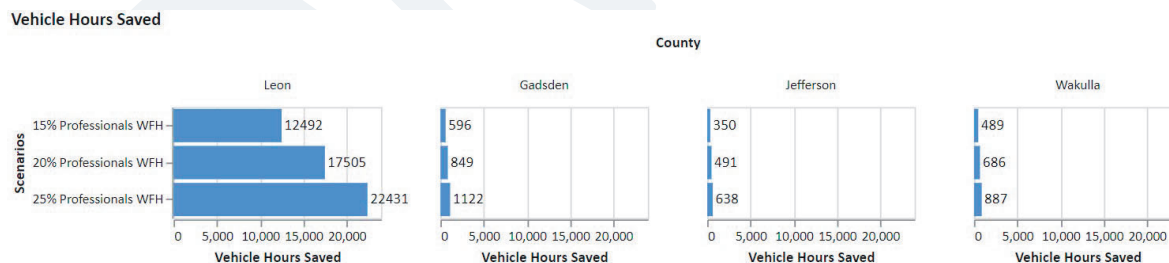 Vehicle Hours Saved
County
Leon Gadsden Jefferson Wakulla
Scenarios
15% Professionals WFH 12492 596 350 489
20% Professionals WFH 17505 849 491 686
25% Professionals WFH 22431 1122 638 887
0 5,000 10,000 15,000 20,000 0 5,000 10,000 15,000 20,000 0 5,000 10,000 15,000 20,000 0 5,000 10,000 15,000 20,000
Vehicle Hours Saved Vehicle Hours Saved Vehicle Hours Saved Vehicle Hours Saved